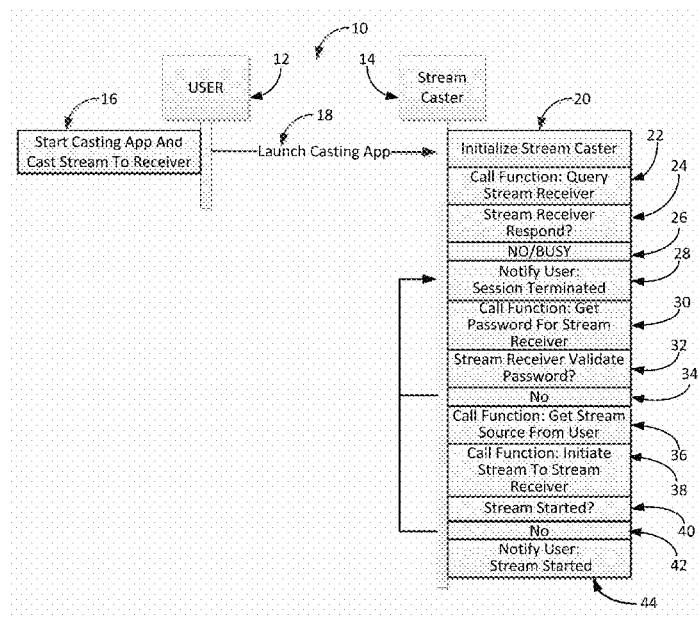 10
12
14
USER
Stream
Caster
16
18
20
Start Casting App And
Cast Stream To Receiver
Launch Casting App
Initialize Stream Caster
22
Call Function: Query
Stream Receiver
24
Stream Receiver
Respond?
26
NO/BUSY
28
Notify User:
Session Terminated
30
Call Function: Get
Password For Stream
Receiver
32
Stream Receiver Validate
Password?
34
No
Call Function: Get Stream
Source From User
36
Call Function: Initiate
Stream To Stream
Receiver
38
Stream Started?
40
No
42
Notify User:
Stream Started
44